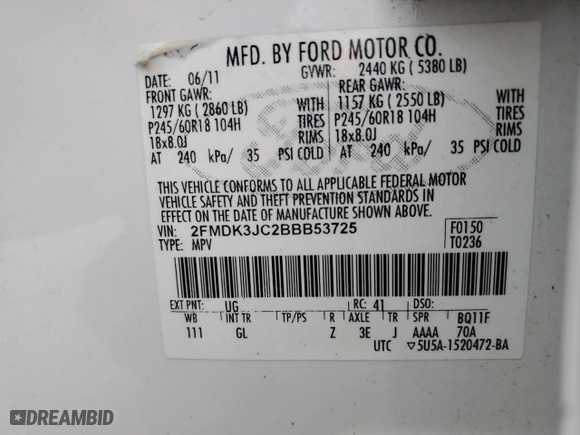 MFD. BY FORD MOTOR CO.
DATE: 06/11 GVWR: 2440 KG ( 5380 LB)
FRONT GAWR: REAR GAWR:
1297 KG ( 2860 LB) WITH 1157 KG ( 2550 LB) WITH
P245/60R18 104H TIRES P245/60R18 104H TIRES
18x8.0J RIMS 18x8.0J RIMS
AT 240 kPa/ 35 PSI COLD AT 240 kPa/ 35 PSI COLD
THIS VEHICLE CONFORMS TO ALL APPLICABLE FEDERAL MOTOR
VEHICLE SAFETY AND THEFT PREVENTION STANDARDS IN
EFFECT ON THE DATE OF MANUFACTURE SHOWN ABOVE.
VIN: 2FMDK3JC2BBB53725 F0150
TYPE: MPV T0236
EXT PNT: UG RC: 41 DSO:
WB INT TR TP/PS R AXLE TR SPR BQ11F
111 GL Z 3E J AAAA 70A
UTC ▽5U5A-1520472-BA
DREAMBID